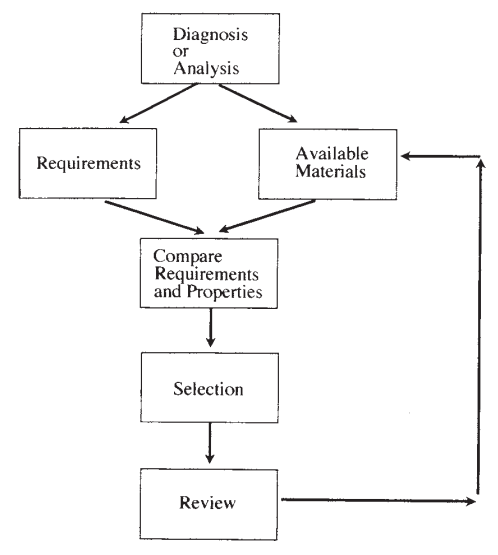 Diagnosis
or
Analysis
Requirements
Available
Materials
Compare
Requirements
and Properties
Selection
Review